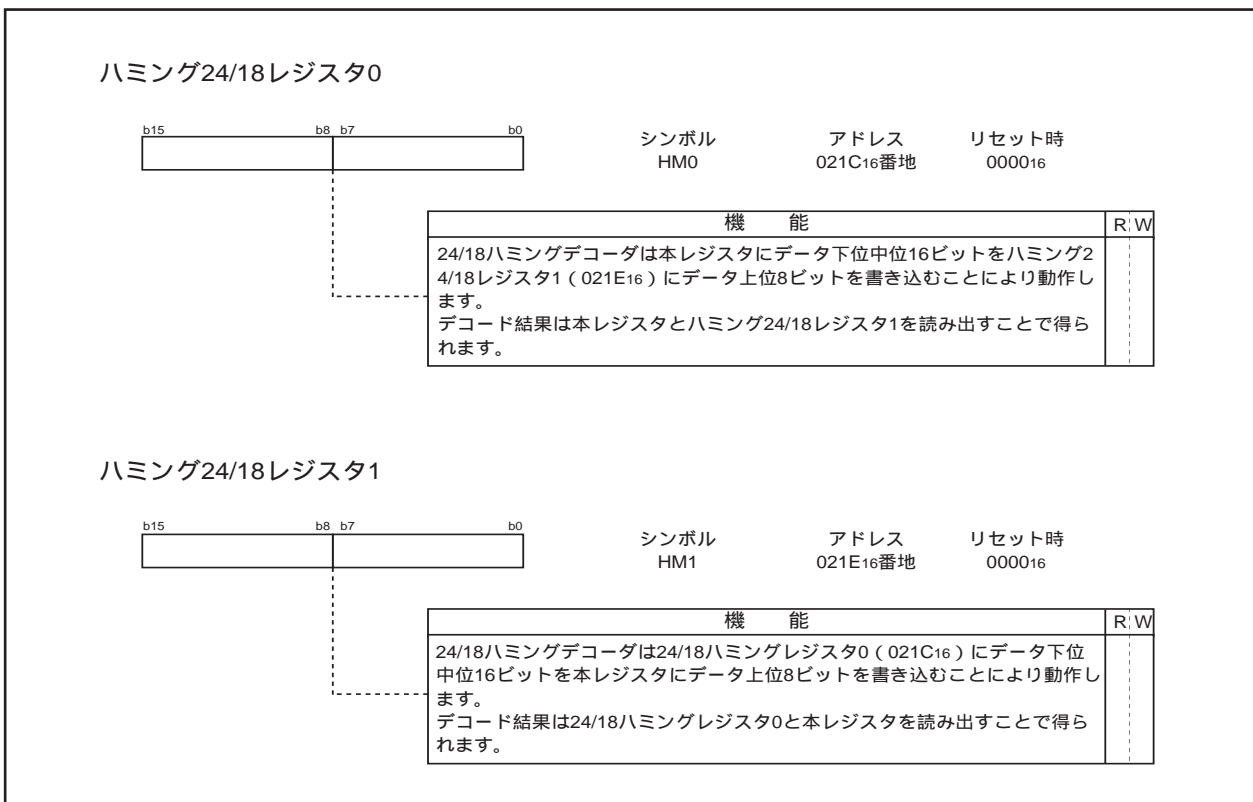 ハミング24/18レジスタ0
b15 b8 b7 b0
シンボル アドレス リセット時
HM0 021C16番地 000016
機 能 R W
24/18ハミングデコーダは本レジスタにデータ下位中位16ビットをハミング2
4/18レジスタ1(021E16)にデータ上位8ビットを書き込むことにより動作し
ます。
デコード結果は本レジスタとハミング24/18レジスタ1を読み出すことで得ら
れます。
ハミング24/18レジスタ1
b15 b8 b7 b0
シンボル アドレス リセット時
HM1 021E16番地 000016
機 能 R W
24/18ハミングデコーダは24/18ハミングレジスタ0(021C16)にデータ下位
中位16ビットを本レジスタにデータ上位8ビットを書き込むことにより動作し
ます。
デコード結果は24/18ハミングレジスタ0と本レジスタを読み出すことで得ら
れます。